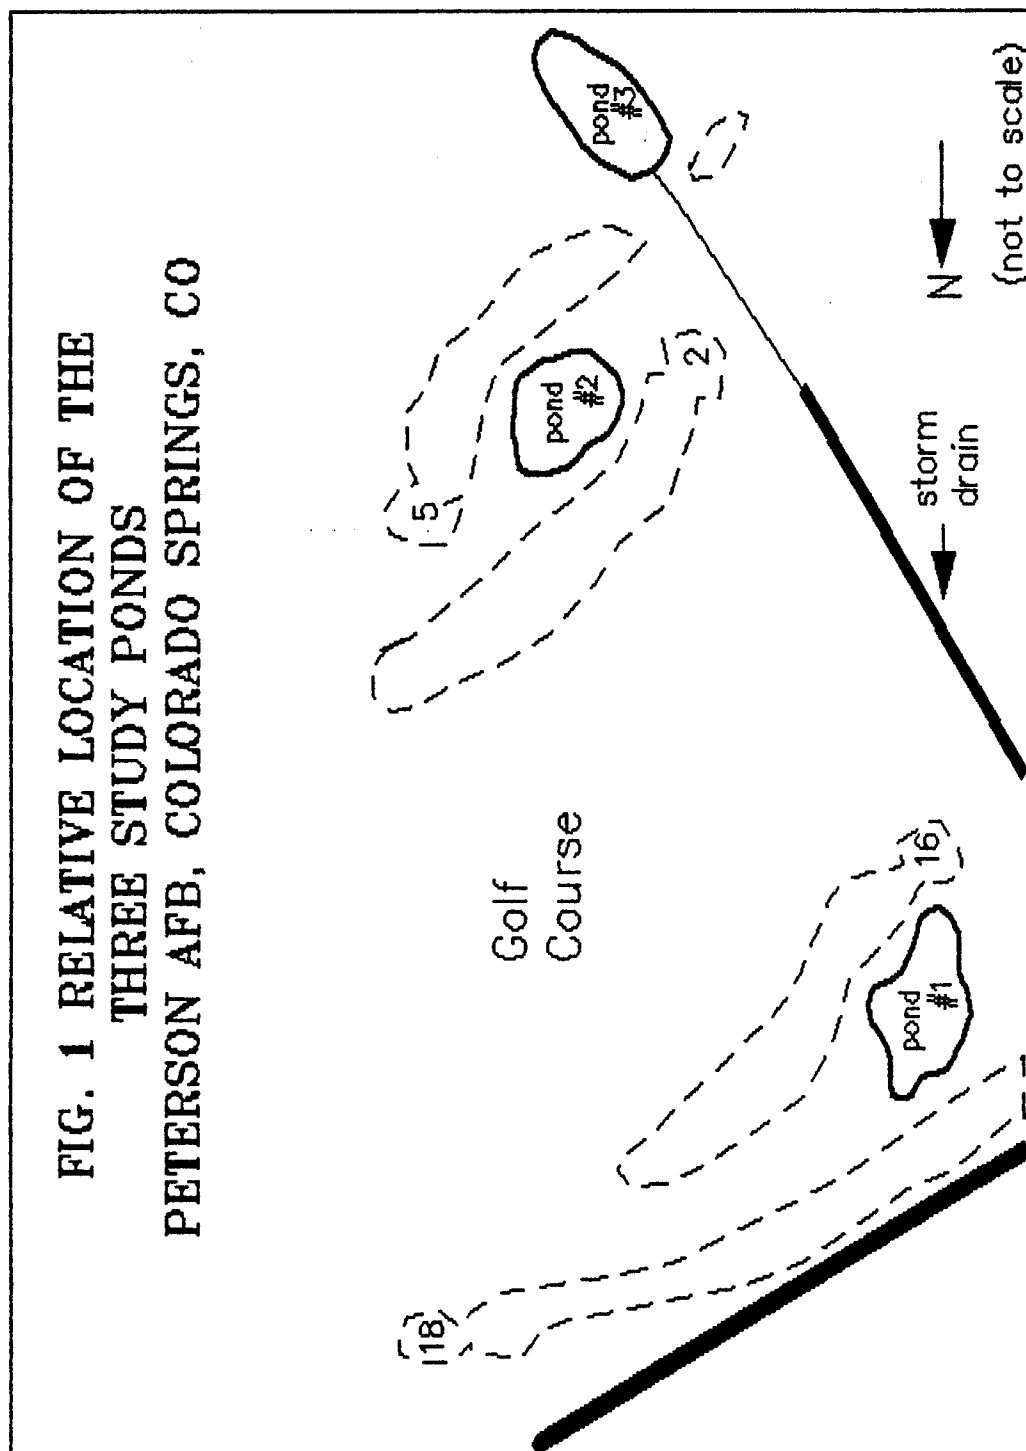 FIG. 1 RELATIVE LOCATION OF THE
THREE STUDY PONDS
PETERSON AFB, COLORADO SPRINGS, CO
18
15
Golf
Course
pond
#2
pond
#3
2
16
pond
#1
storm
drain
N
(not to scale)